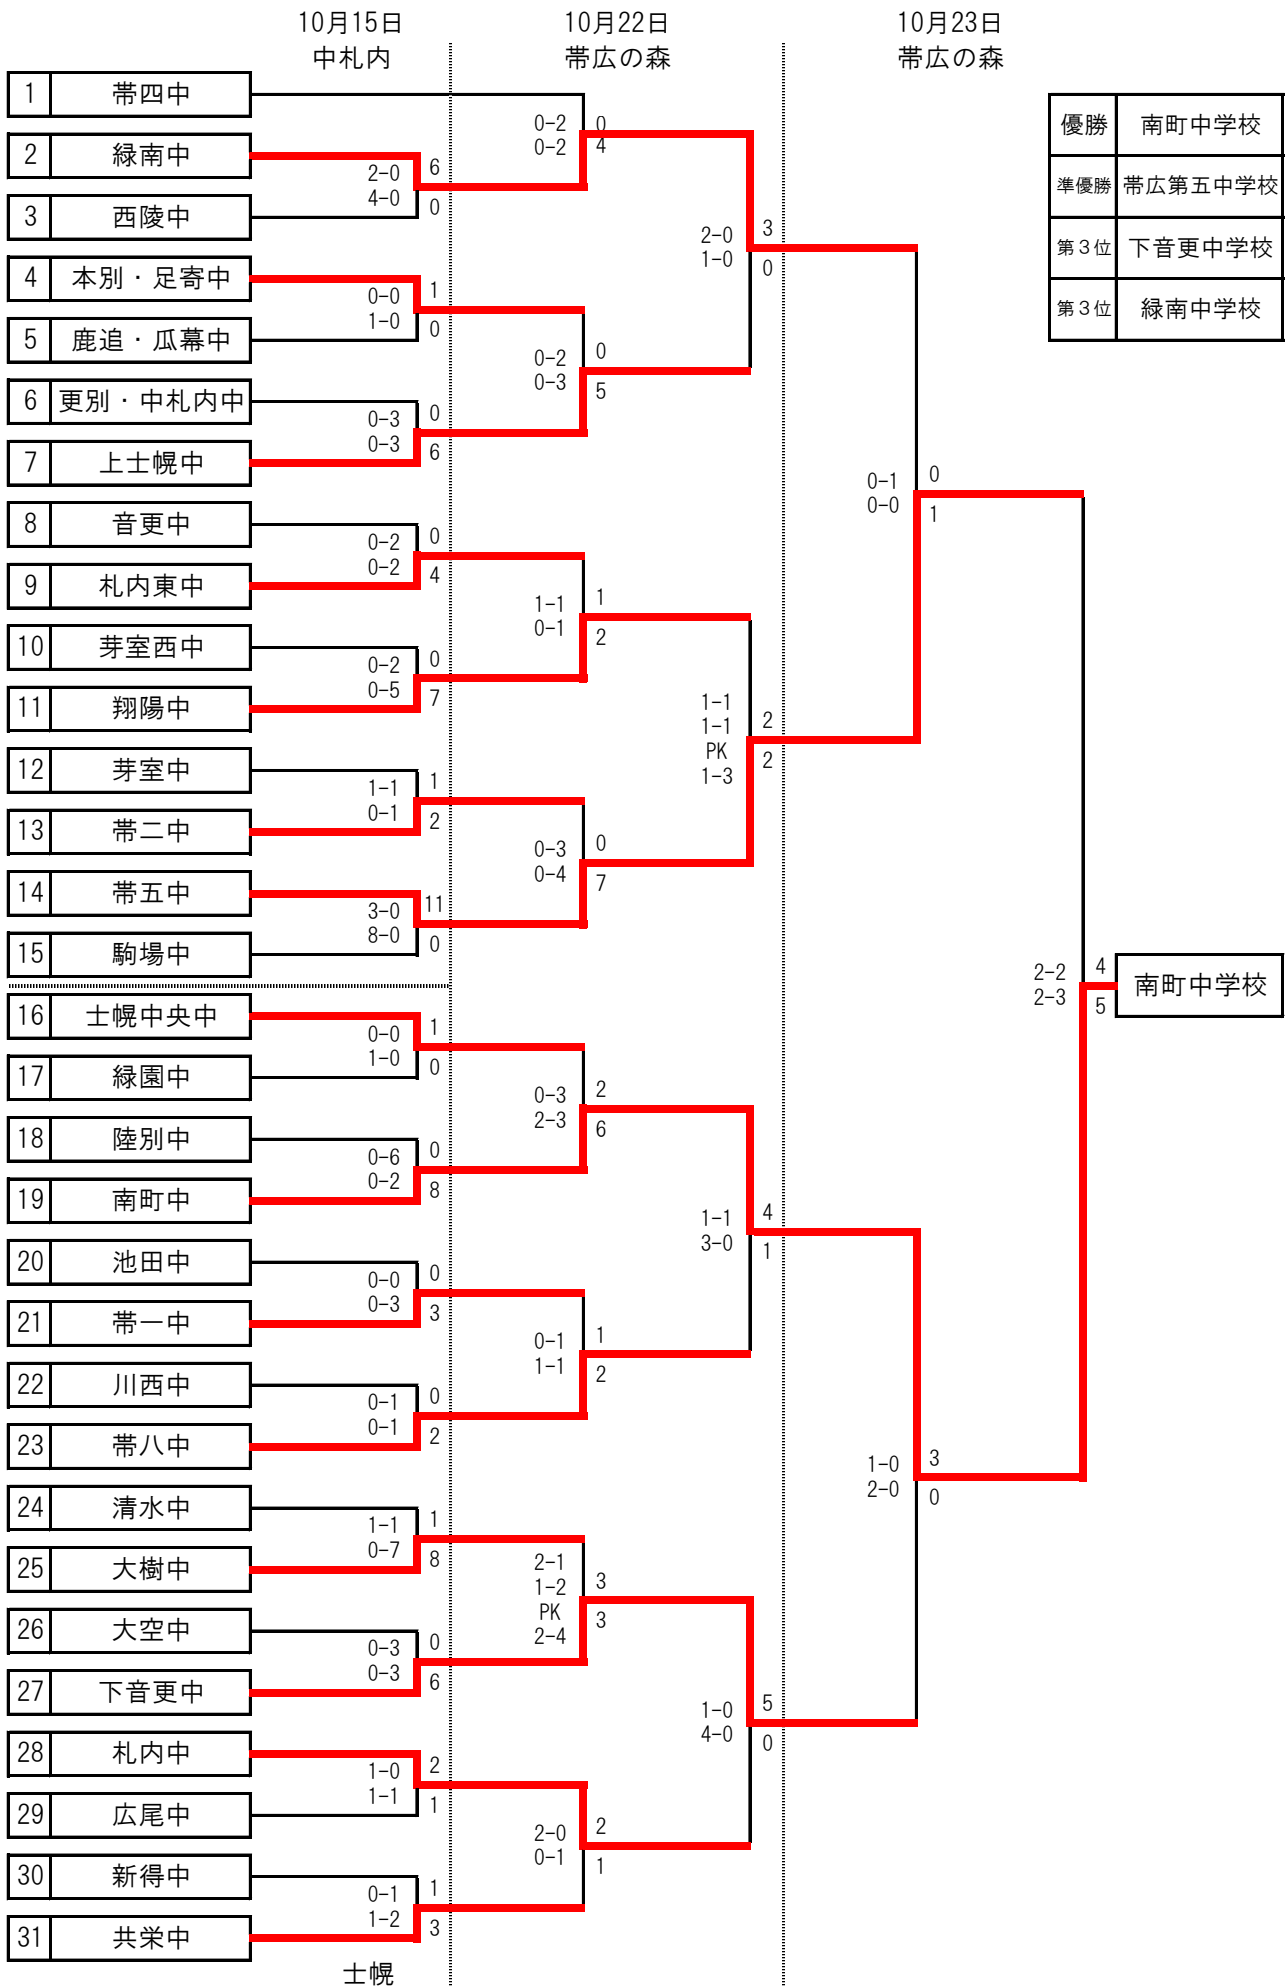 10月15日 10月22日 10月23日
中札内 帯広の森 帯広の森
優勝 南町中学校
準優勝 帯広第五中学校
第３位 下音更中学校
第３位 緑南中学校
1 帯四中
2 緑南中
3 西陵中
4 本別・足寄中
5 鹿追・瓜幕中
6 更別・中札内中
7 上士幌中
8 音更中
9 札内東中
10 芽室西中
11 翔陽中
12 芽室中
13 帯二中
14 帯五中
15 駒場中
16 士幌中央中
17 緑園中
18 陸別中
19 南町中
20 池田中
21 帯一中
22 川西中
23 帯八中
24 清水中
25 大樹中
26 大空中
27 下音更中
28 札内中
29 広尾中
30 新得中
31 共栄中
士幌
2-0 6
4-0 0
0-0 1
1-0 0
0-3 0
0-3 6
0-2 0
0-2 4
0-2 0
0-5 7
1-1 1
0-1 2
3-0 11
8-0 0
0-0 1
1-0 0
0-6 0
0-2 8
0-0 0
0-3 3
0-1 0
0-1 2
1-1 1
0-7 8
0-3 0
0-3 6
1-0 2
1-1 1
0-1 1
1-2 3
0-2 0
0-2 4
0-2 0
0-3 5
1-1 1
0-1 2
0-3 0
0-4 7
0-3 2
2-3 6
0-1 1
1-1 2
2-1
1-2 3
PK 3
2-4
2-0 2
0-1 1
2-0 3
1-0 0
1-1
1-1 2
PK 2
1-3
1-1 4
3-0 1
1-0 5
4-0 0
0-1 0
0-0 1
1-0 3
2-0 0
2-2 4
2-3 5
南町中学校